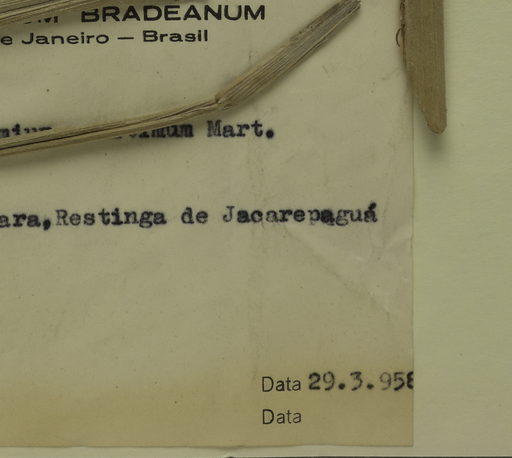 BRADEANUM
e Janeiro — Brasil
Mart.
ara, Restinga de Jacarepaguá
Data 29.3.958
Data